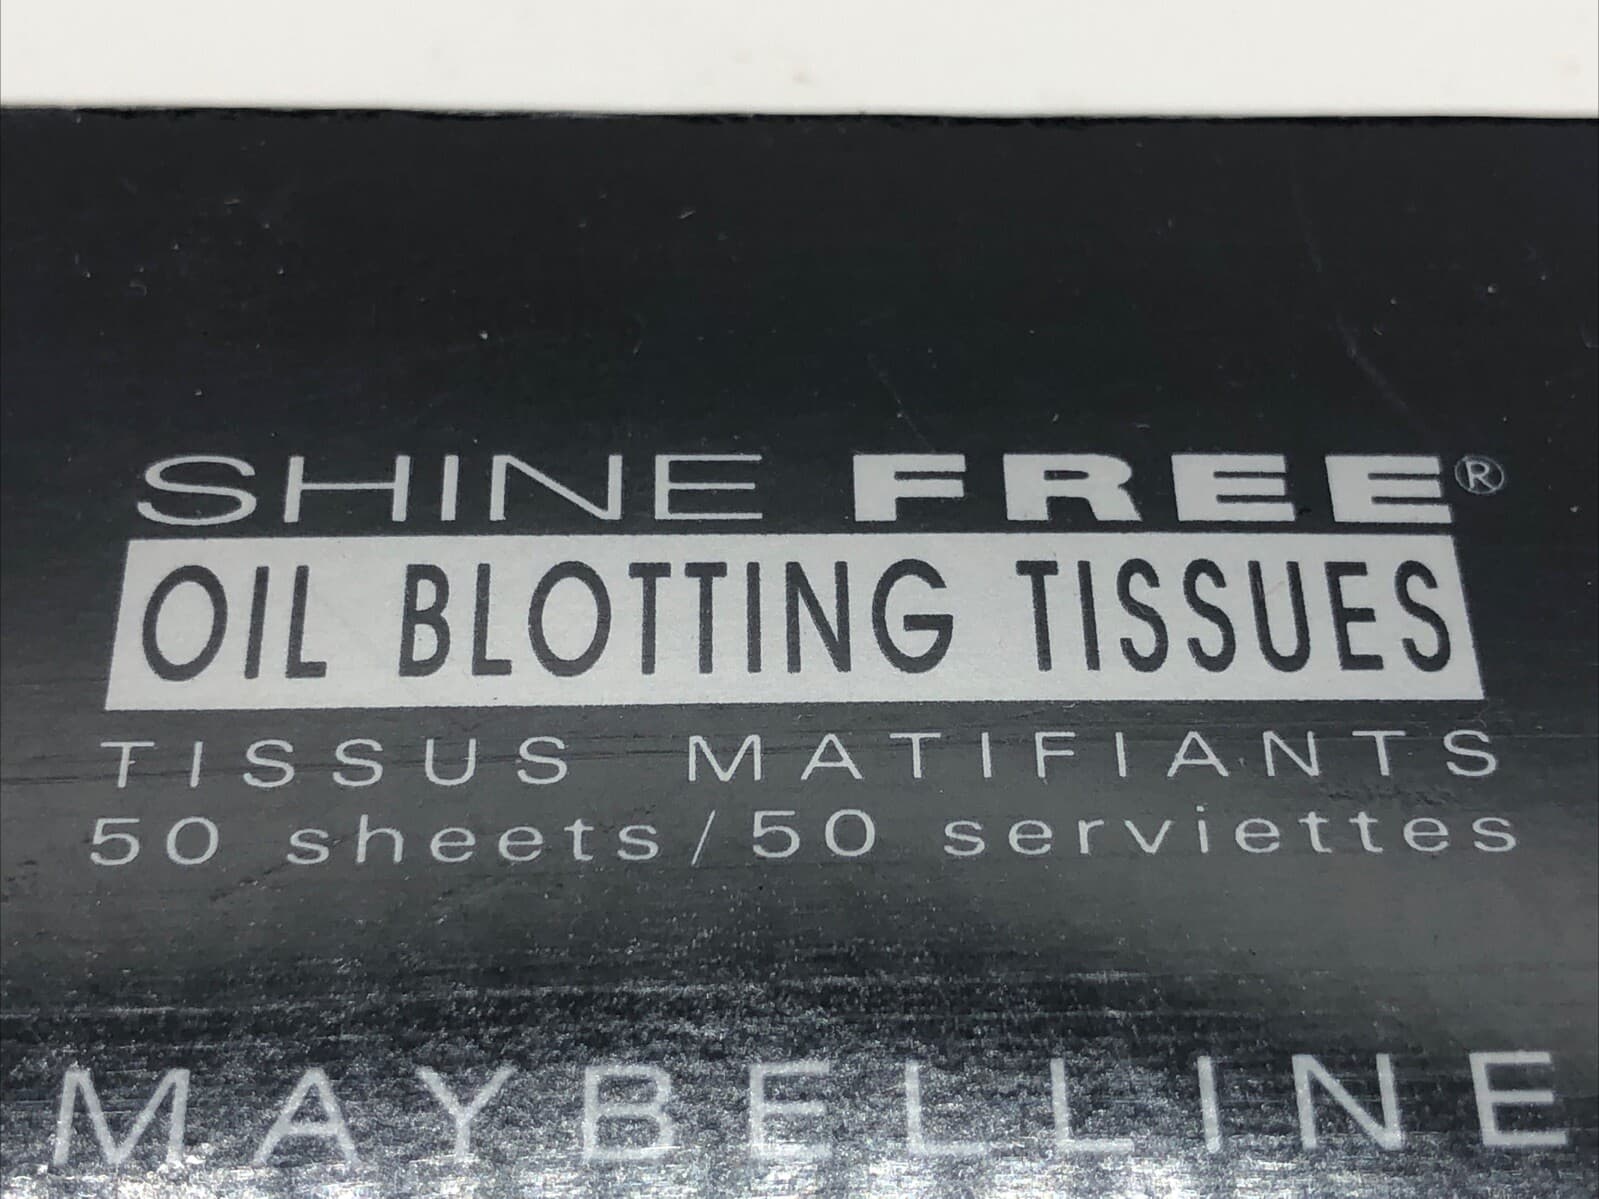 SHINE FREE®
OIL BLOTTING TISSUES
TISSUS MATIFIANTS
50 sheets/50 serviettes
MAYBELLINE